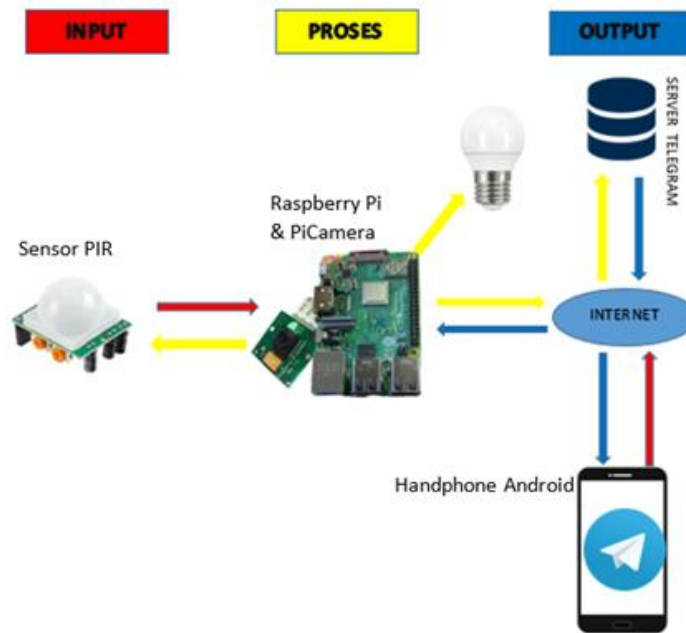 INPUT
PROSES
OUTPUT
SERVER TELEGRAM
Raspberry Pi
& PiCamera
Sensor PIR
INTERNET
Handphone Android